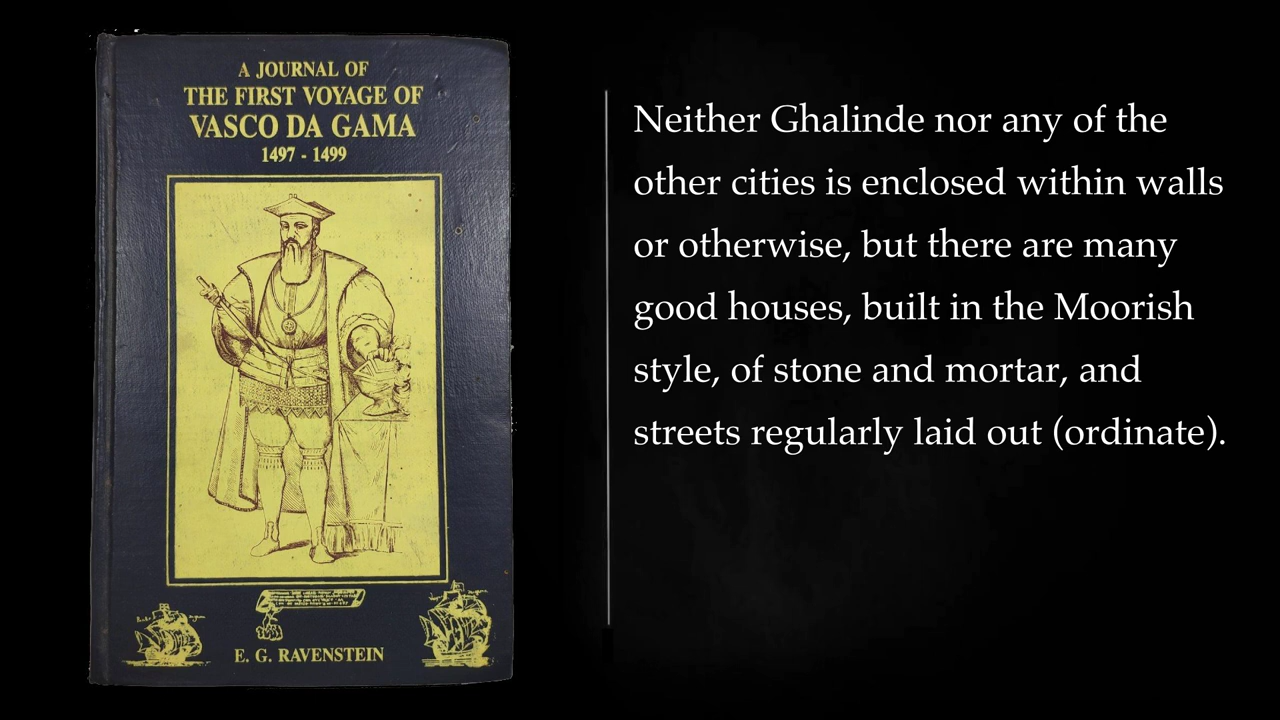 A JOURNAL OF
THE FIRST VOYAGE OF
VASCO DA GAMA
1497 - 1499
E. G. RAVENSTEIN
Neither Ghalinde nor any of the
other cities is enclosed within walls
or otherwise, but there are many
good houses, built in the Moorish
style, of stone and mortar, and
streets regularly laid out (ordinate).